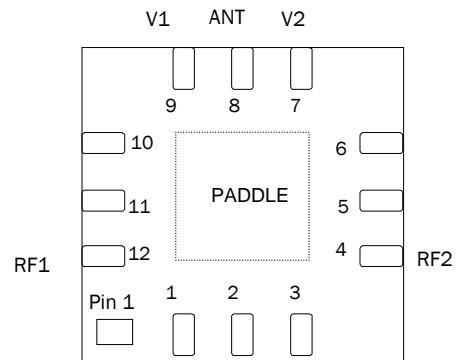 V1 ANT V2
9 8 7
10 6
PADDLE
11 5
12 4
RF1 RF2
Pin 1 1 2 3